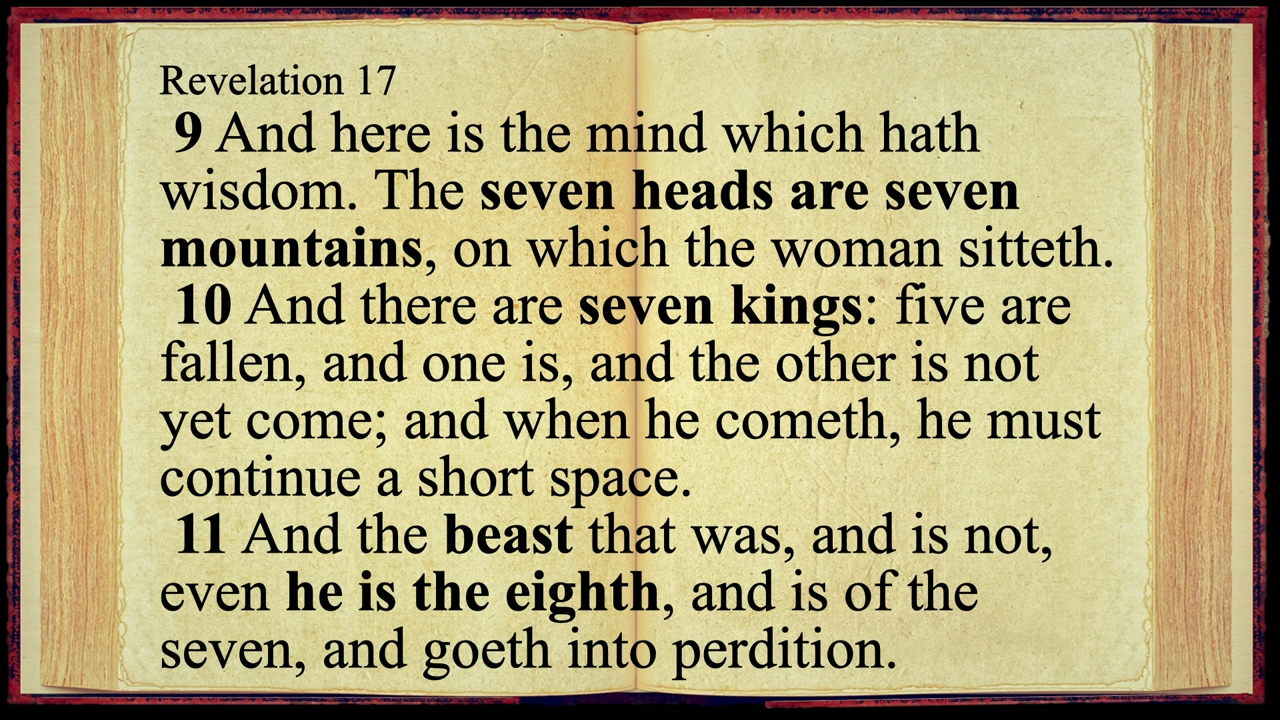 Revelation 17
9 And here is the mind which hath
wisdom. The seven heads are seven
mountains, on which the woman sitteth.
10 And there are seven kings: five are
fallen, and one is, and the other is not
yet come; and when he cometh, he must
continue a short space.
11 And the beast that was, and is not,
even he is the eighth, and is of the
seven, and goeth into perdition.